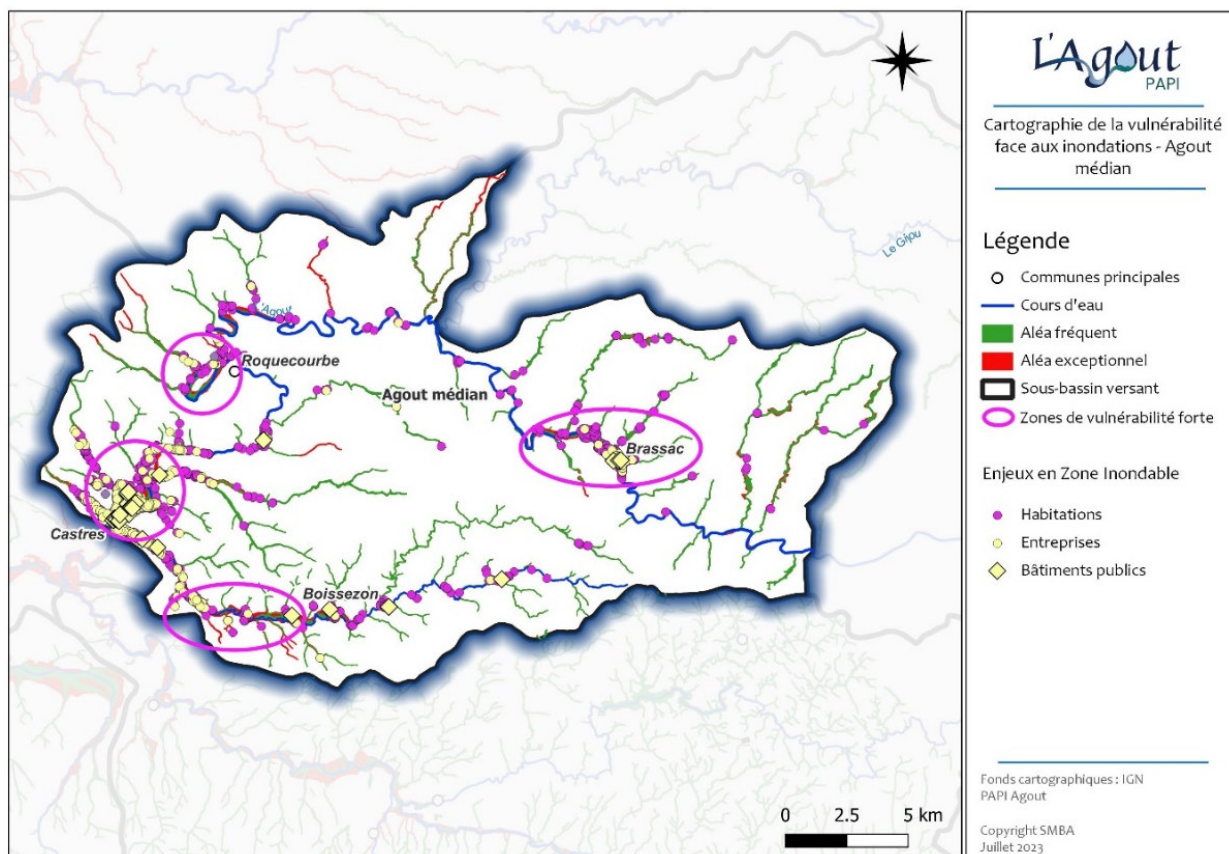 Le Gijou
L'Agout
Roquecourbe
Agout médian
Brassac
Castres
Boissezon
0 2.5 5 km
L'Agout
PAPI
Cartographie de la vulnérabilité
face aux inondations - Agout
médian
Légende
Communes principales
Cours d'eau
Aléa fréquent
Aléa exceptionnel
Sous-bassin versant
Zones de vulnérabilité forte
Enjeux en Zone Inondable
Habitations
Entreprises
Bâtiments publics
Fonds cartographiques : IGN
PAPI Agout
Copyright SMBA
Juillet 2023